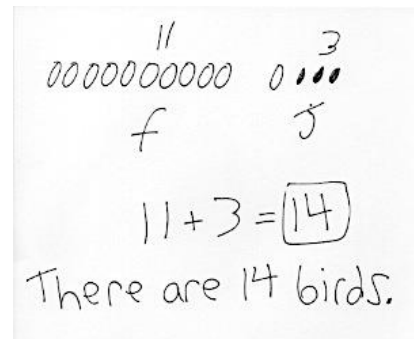 11 3
f J
11 + 3 = 14
There are 14 birds.